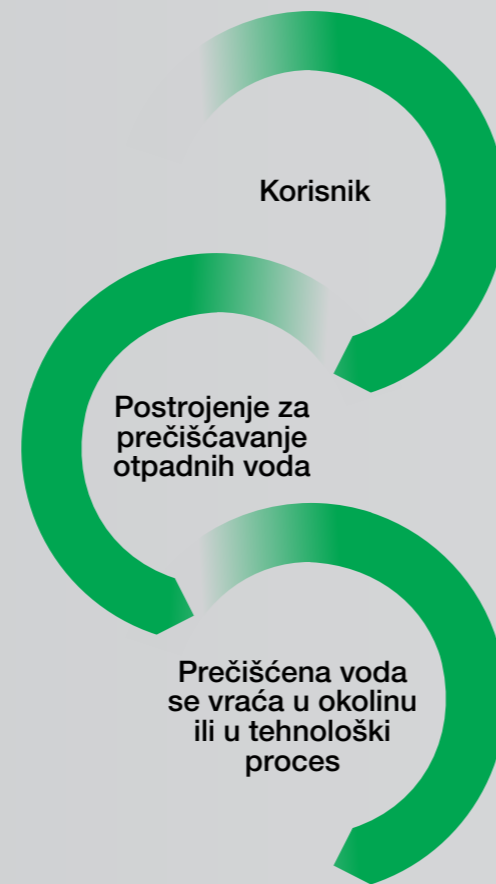 Korisnik
Postrojenje za
prečišćavanje
otpadnih voda
Prečišćena voda
se vraća u okolinu
ili u tehnološki
proces